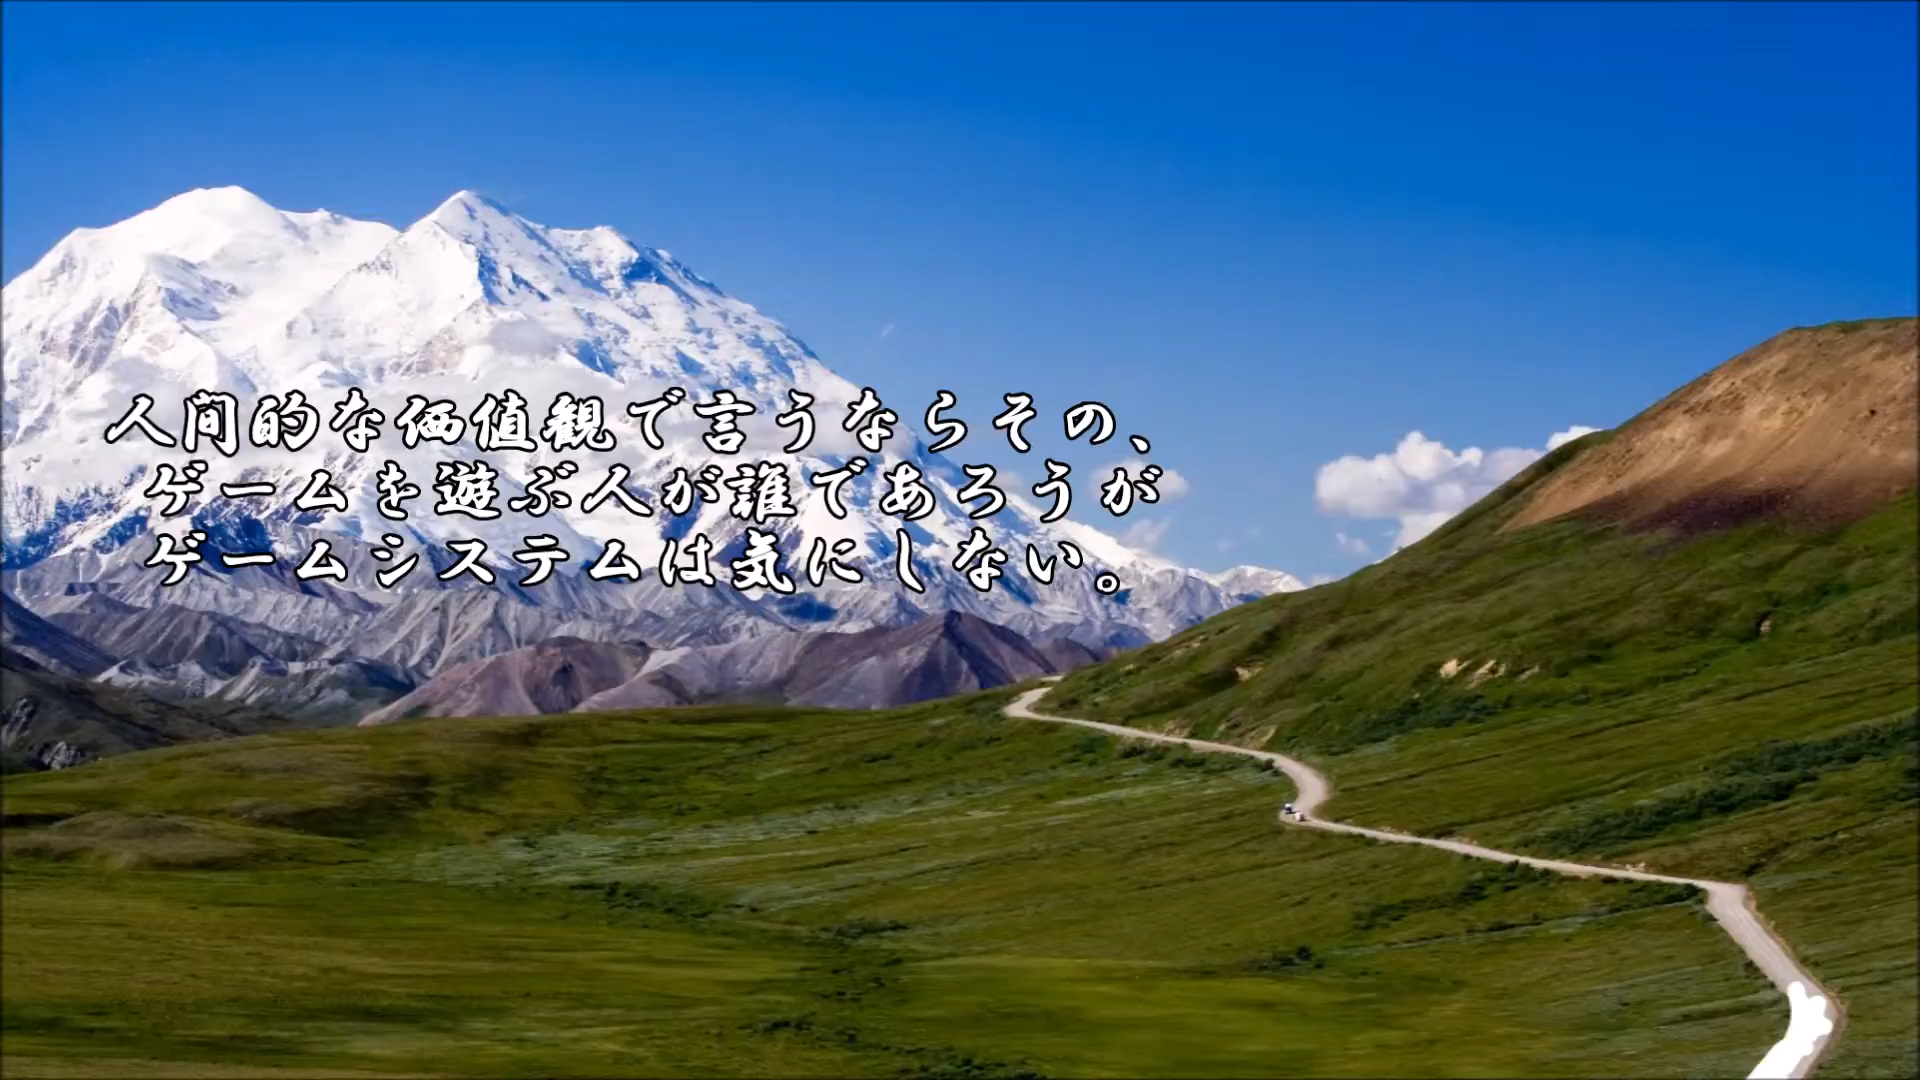 人間的な価値観で言うならその、
ゲームを遊ぶ人が誰であろうが
ゲームシステムは気にしない。